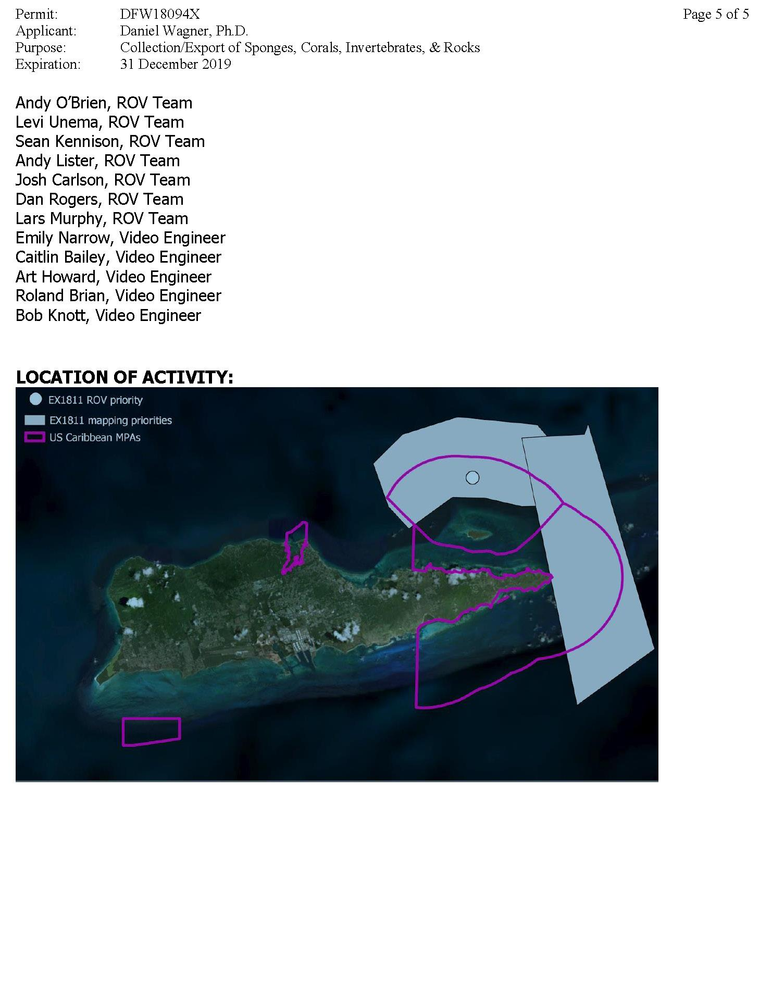 Permit: DFW18094X Page 5 of 5
Applicant: Daniel Wagner, Ph.D.
Purpose: Collection/Export of Sponges, Corals, Invertebrates, & Rocks
Expiration: 31 December 2019
Andy O’Brien, ROV Team
Levi Unema, ROV Team
Sean Kennison, ROV Team
Andy Lister, ROV Team
Josh Carlson, ROV Team
Dan Rogers, ROV Team
Lars Murphy, ROV Team
Emily Narrow, Video Engineer
Caitlin Bailey, Video Engineer
Art Howard, Video Engineer
Roland Brian, Video Engineer
Bob Knott, Video Engineer
LOCATION OF ACTIVITY:
EX1811 ROV priority
EX1811 mapping priorities
US Caribbean MPAs